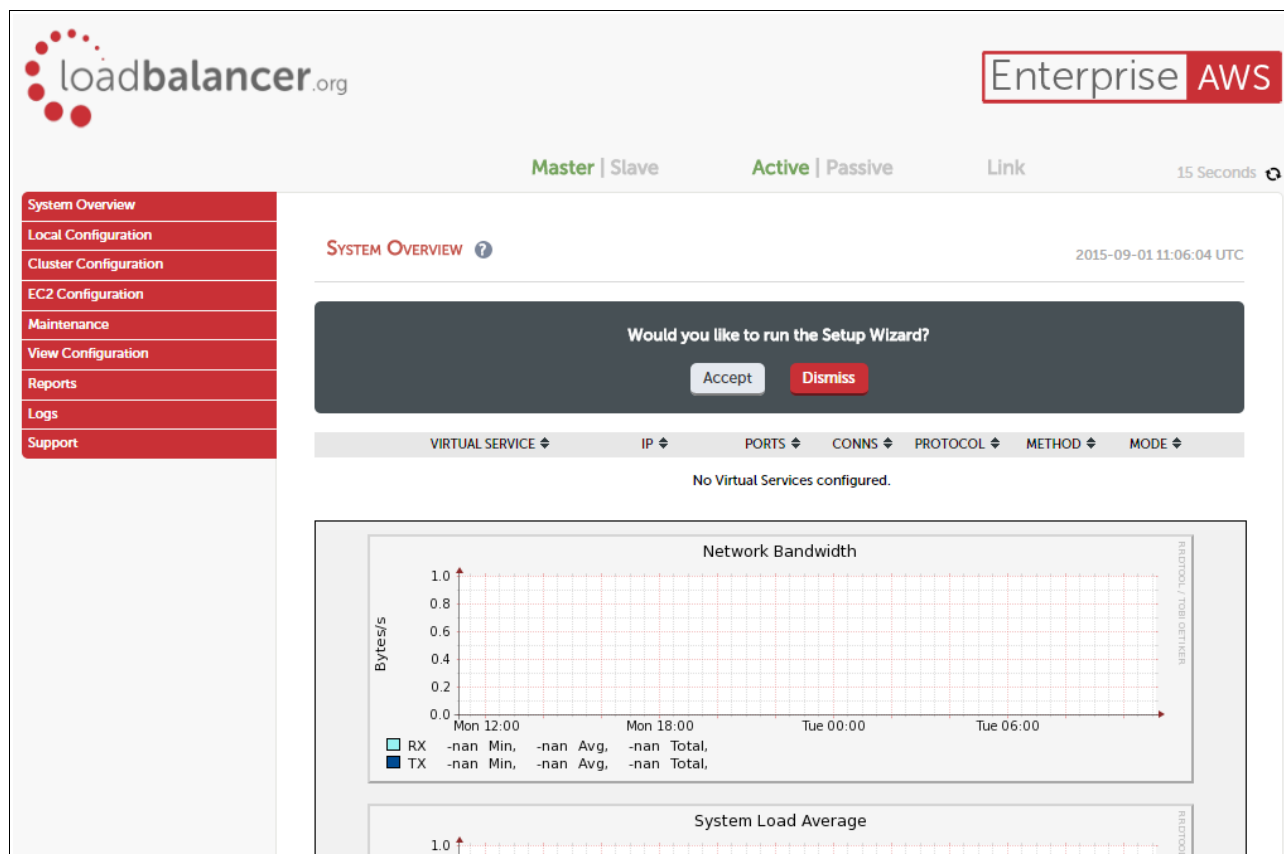 loadbalancer.org
Enterprise AWS
Master | Slave Active | Passive Link 15 Seconds
System Overview
Local Configuration
Cluster Configuration
EC2 Configuration
Maintenance
View Configuration
Reports
Logs
Support
SYSTEM OVERVIEW ?
2015-09-01 11:06:04 UTC
Would you like to run the Setup Wizard?
Accept Dismiss
VIRTUAL SERVICE IP PORTS CONNS PROTOCOL METHOD MODE
No Virtual Services configured.
Network Bandwidth
RRDTOOL / TOBI OETIKER
Bytes/s
1.0
0.8
0.6
0.4
0.2
0.0
Mon 12:00 Mon 18:00 Tue 00:00 Tue 06:00
RX -nan Min, -nan Avg, -nan Total,
TX -nan Min, -nan Avg, -nan Total,
System Load Average
1.0